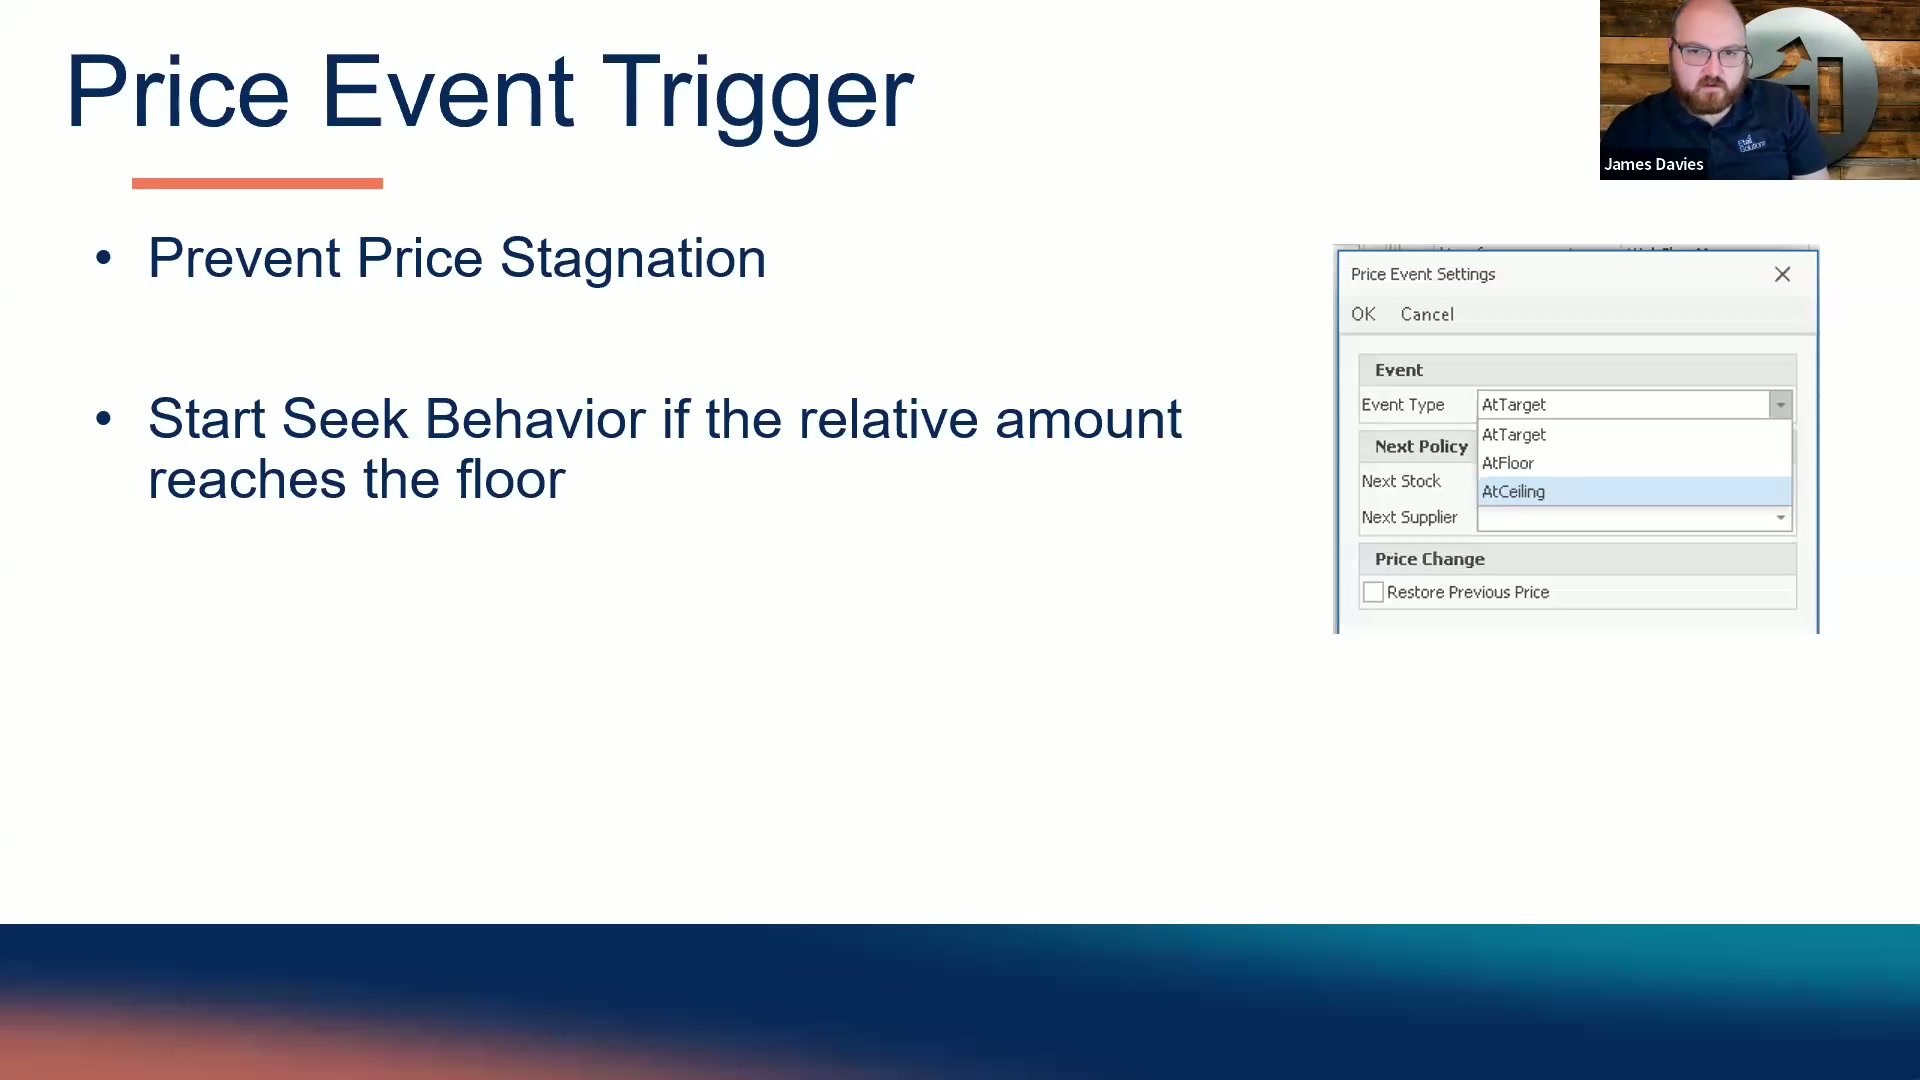 Price Event Trigger
James Davies
• Prevent Price Stagnation
• Start Seek Behavior if the relative amount
reaches the floor
Price Event Settings
OK Cancel
Event
Event Type AtTarget
AtTarget
Next Policy
AtFloor
Next Stock
AtCeiling
Next Supplier
Price Change
Restore Previous Price
Etail
Solutions